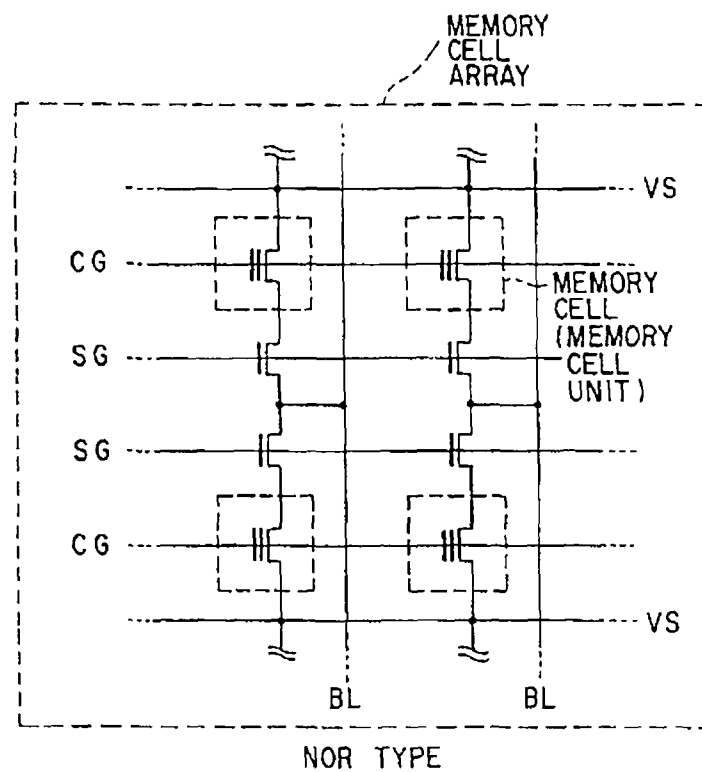 MEMORY
CELL
ARRAY
VS
CG
MEMORY
CELL
(MEMORY
CELL
UNIT)
SG
SG
CG
VS
BL
BL
NOR TYPE